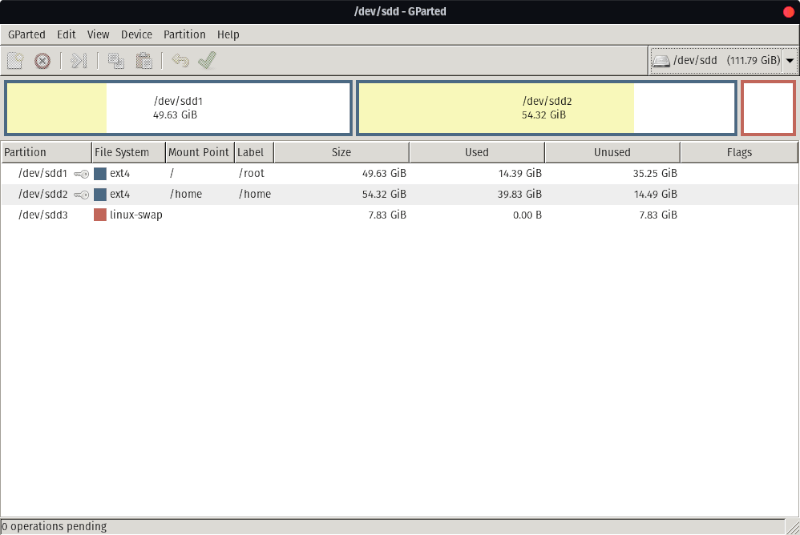 /dev/sdd - GParted
GParted Edit View Device Partition Help
/dev/sdd (111.79 GiB)
/dev/sdd1
49.63 GiB
/dev/sdd2
54.32 GiB
Partition File System Mount Point Label Size Used Unused Flags
/dev/sdd1 ext4 / /root 49.63 GiB 14.39 GiB 35.25 GiB
/dev/sdd2 ext4 /home /home 54.32 GiB 39.83 GiB 14.49 GiB
/dev/sdd3 linux-swap 7.83 GiB 0.00 B 7.83 GiB
0 operations pending